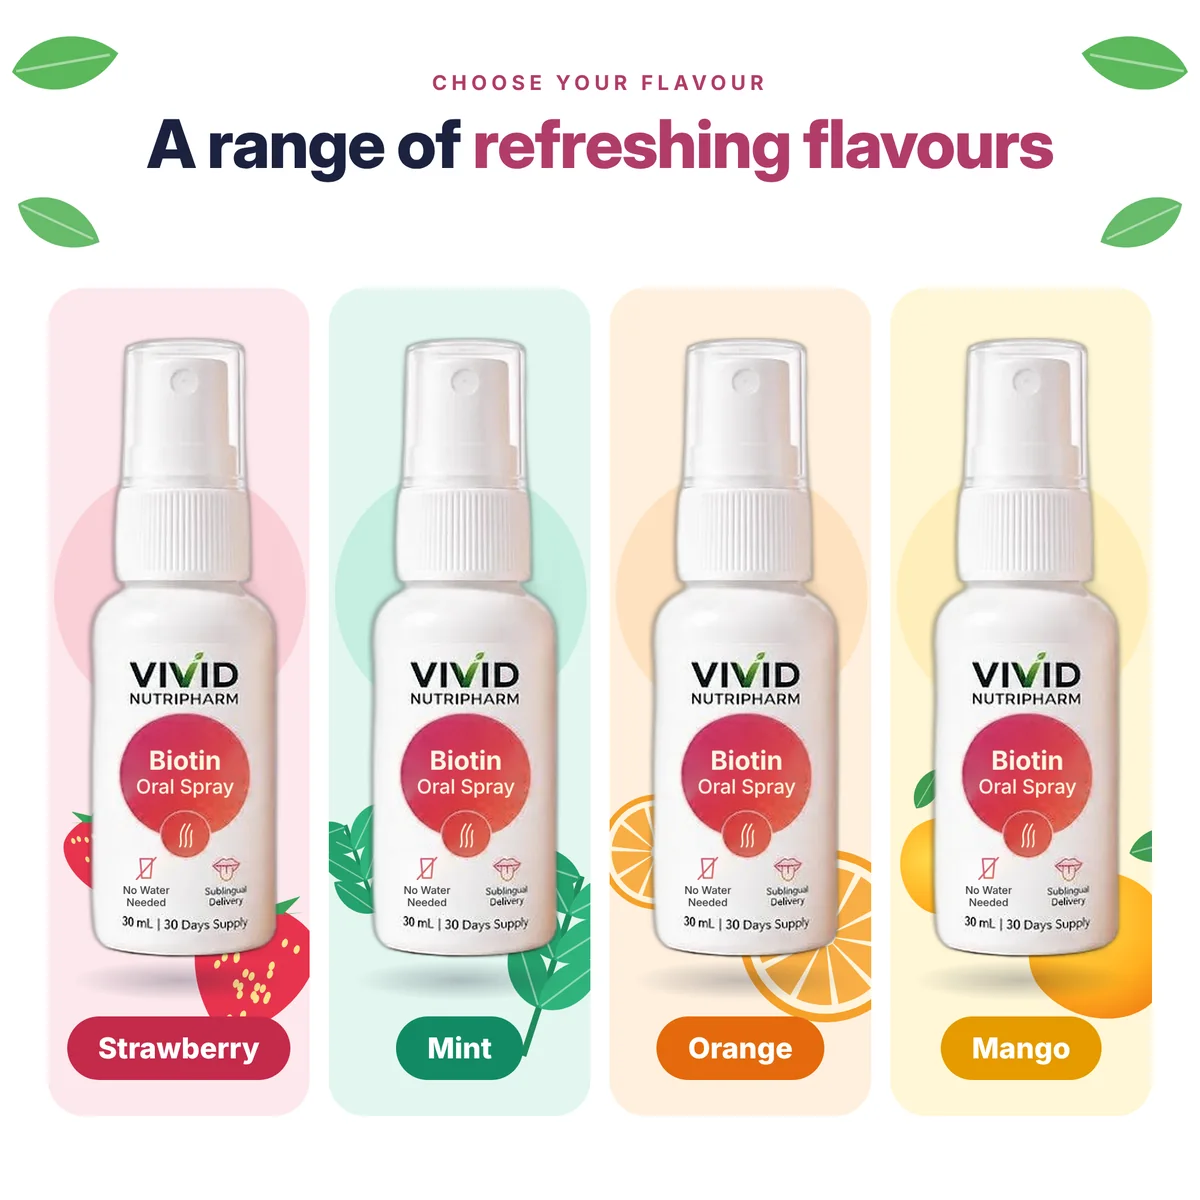 CHOOSE YOUR FLAVOUR
A range of refreshing flavours
VIVID
NUTRIPHARM
Biotin
Oral Spray
No Water
Needed
Sublingual
Delivery
30 mL | 30 Days Supply
Strawberry
VIVID
NUTRIPHARM
Biotin
Oral Spray
No Water
Needed
Sublingual
Delivery
30 mL | 30 Days Supply
Mint
VIVID
NUTRIPHARM
Biotin
Oral Spray
No Water
Needed
Sublingual
Delivery
30 mL | 30 Days Supply
Orange
VIVID
NUTRIPHARM
Biotin
Oral Spray
No Water
Needed
Sublingual
Delivery
30 mL | 30 Days Supply
Mango